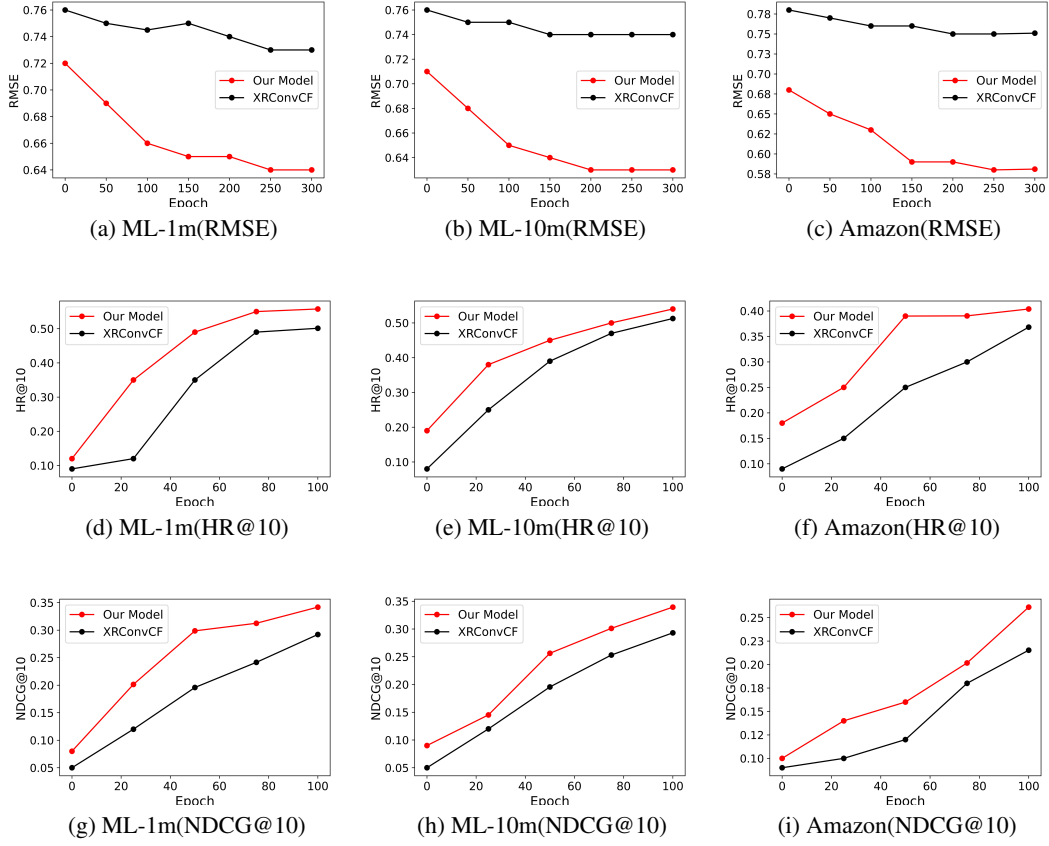 0.76
0.74
0.72
0.70
0.68
0.66
0.64
RMSE
Our Model
XRConvCF
0 50 100 150 200 250 300
Epoch
(a) ML-1m(RMSE)
0.76
0.74
0.72
0.70
0.68
0.66
0.64
RMSE
Our Model
XRConvCF
0 50 100 150 200 250 300
Epoch
(b) ML-10m(RMSE)
0.78
0.75
0.73
0.70
0.68
0.65
0.62
0.60
0.58
RMSE
Our Model
XRConvCF
0 50 100 150 200 250 300
Epoch
(c) Amazon(RMSE)
0.50
0.40
0.30
0.20
0.10
HR@10
Our Model
XRConvCF
0 20 40 60 80 100
Epoch
(d) ML-1m(HR@10)
0.50
0.40
0.30
0.20
0.10
HR@10
Our Model
XRConvCF
0 20 40 60 80 100
Epoch
(e) ML-10m(HR@10)
0.40
0.35
0.30
0.25
0.20
0.15
0.10
HR@10
Our Model
XRConvCF
0 20 40 60 80 100
Epoch
(f) Amazon(HR@10)
0.35
0.30
0.25
0.20
0.15
0.10
0.05
NDCG@10
Our Model
XRConvCF
0 20 40 60 80 100
Epoch
(g) ML-1m(NDCG@10)
0.35
0.30
0.25
0.20
0.15
0.10
0.05
NDCG@10
Our Model
XRConvCF
0 20 40 60 80 100
Epoch
(h) ML-10m(NDCG@10)
0.25
0.23
0.20
0.18
0.15
0.12
0.10
NDCG@10
Our Model
XRConvCF
0 20 40 60 80 100
Epoch
(i) Amazon(NDCG@10)